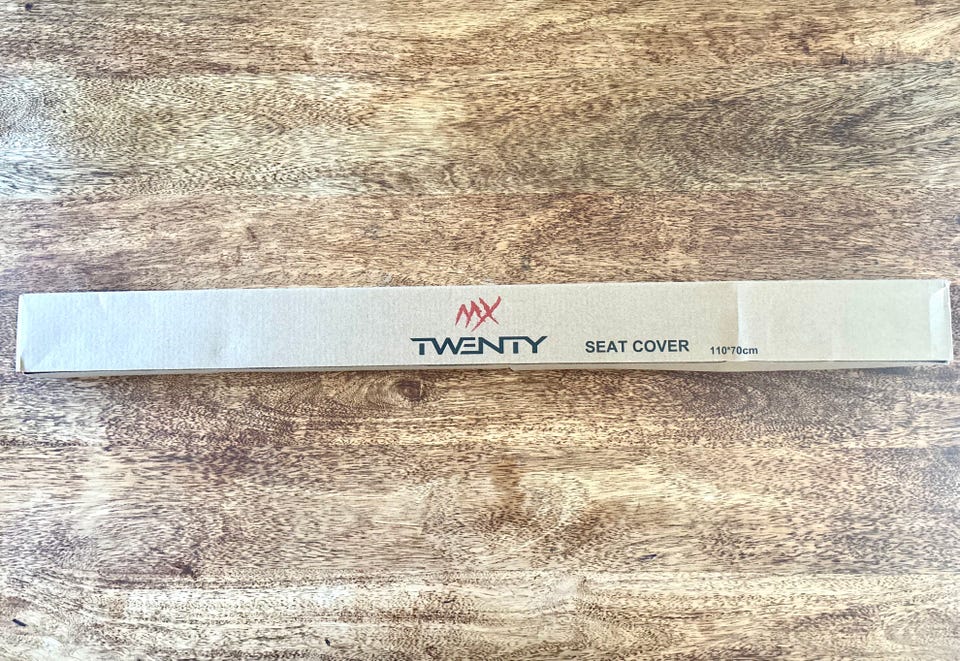 MX
TWENTY SEAT COVER 110*70cm